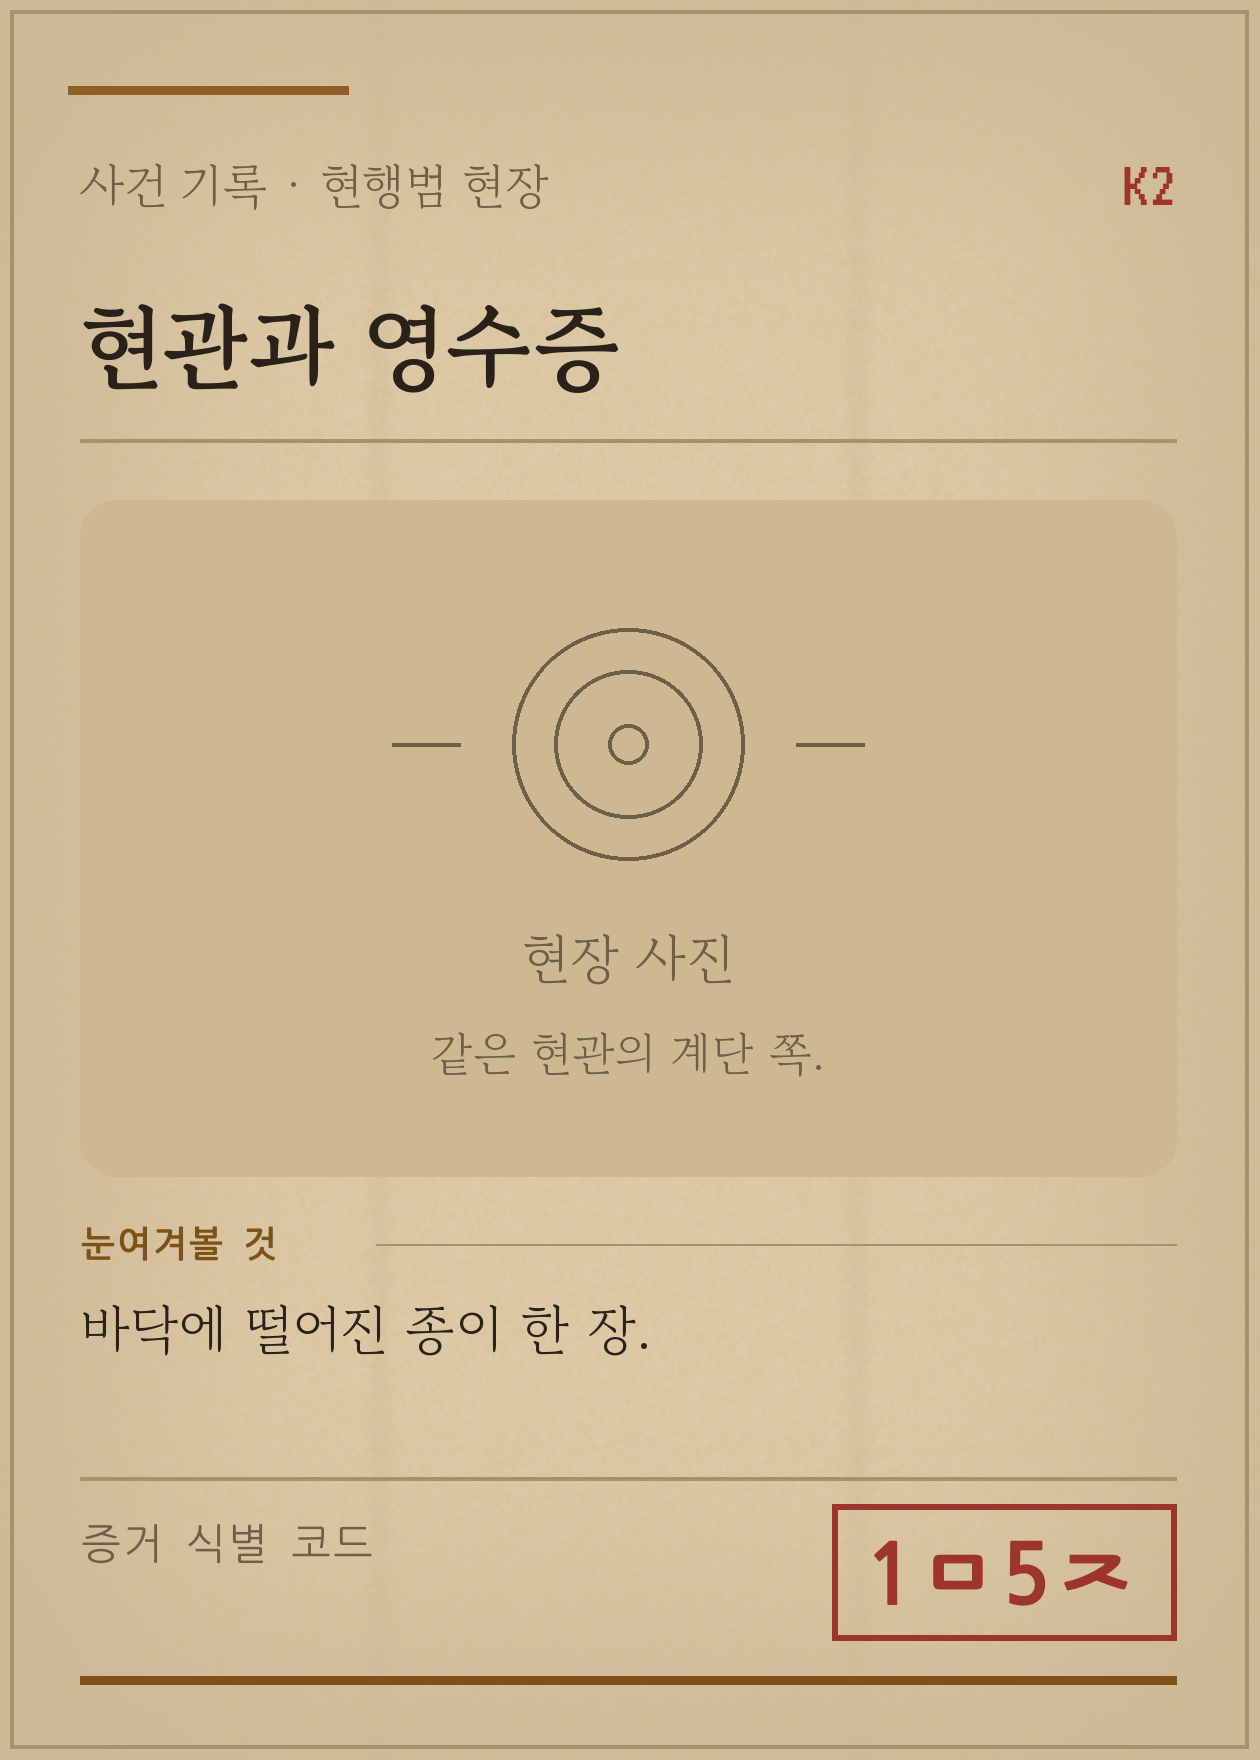 사건 기록 · 현행범 현장
K2
현관과 영수증
현장 사진
같은 현관의 계단 쪽.
눈여겨볼 것
바닥에 떨어진 종이 한 장.
증거 식별 코드
1ㅁ5ㅈ